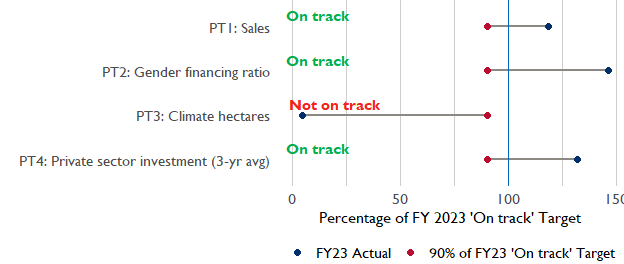 On track
PT1: Sales
On track
PT2: Gender financing ratio
Not on track
PT3: Climate hectares
On track
PT4: Private sector investment (3-yr avg)
0 50 100 150
Percentage of FY 2023 'On track' Target
FY23 Actual 90% of FY23 'On track' Target